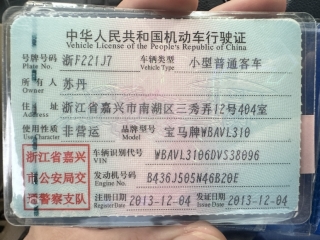 中华人民共和国机动车行驶证
Vehicle License of the People's Republic of China
号牌号码 浙F221J7 车辆类型 小型普通客车
Plate No. Vehicle Type
所有人 苏丹
Owner
住址 浙江省嘉兴市南湖区三秀弄12号404室
Address
使用性质 非营运 品牌型号 宝马牌WBAVL310
Use Character Model
浙江省嘉兴市公安局交通警察支队
车辆识别代号 WBAVL3106DVS38096
VIN
发动机号码 B436J505N46B20E
Engine No.
注册日期 2013-12-04 发证日期 2013-12-04
Register Date Issue Date